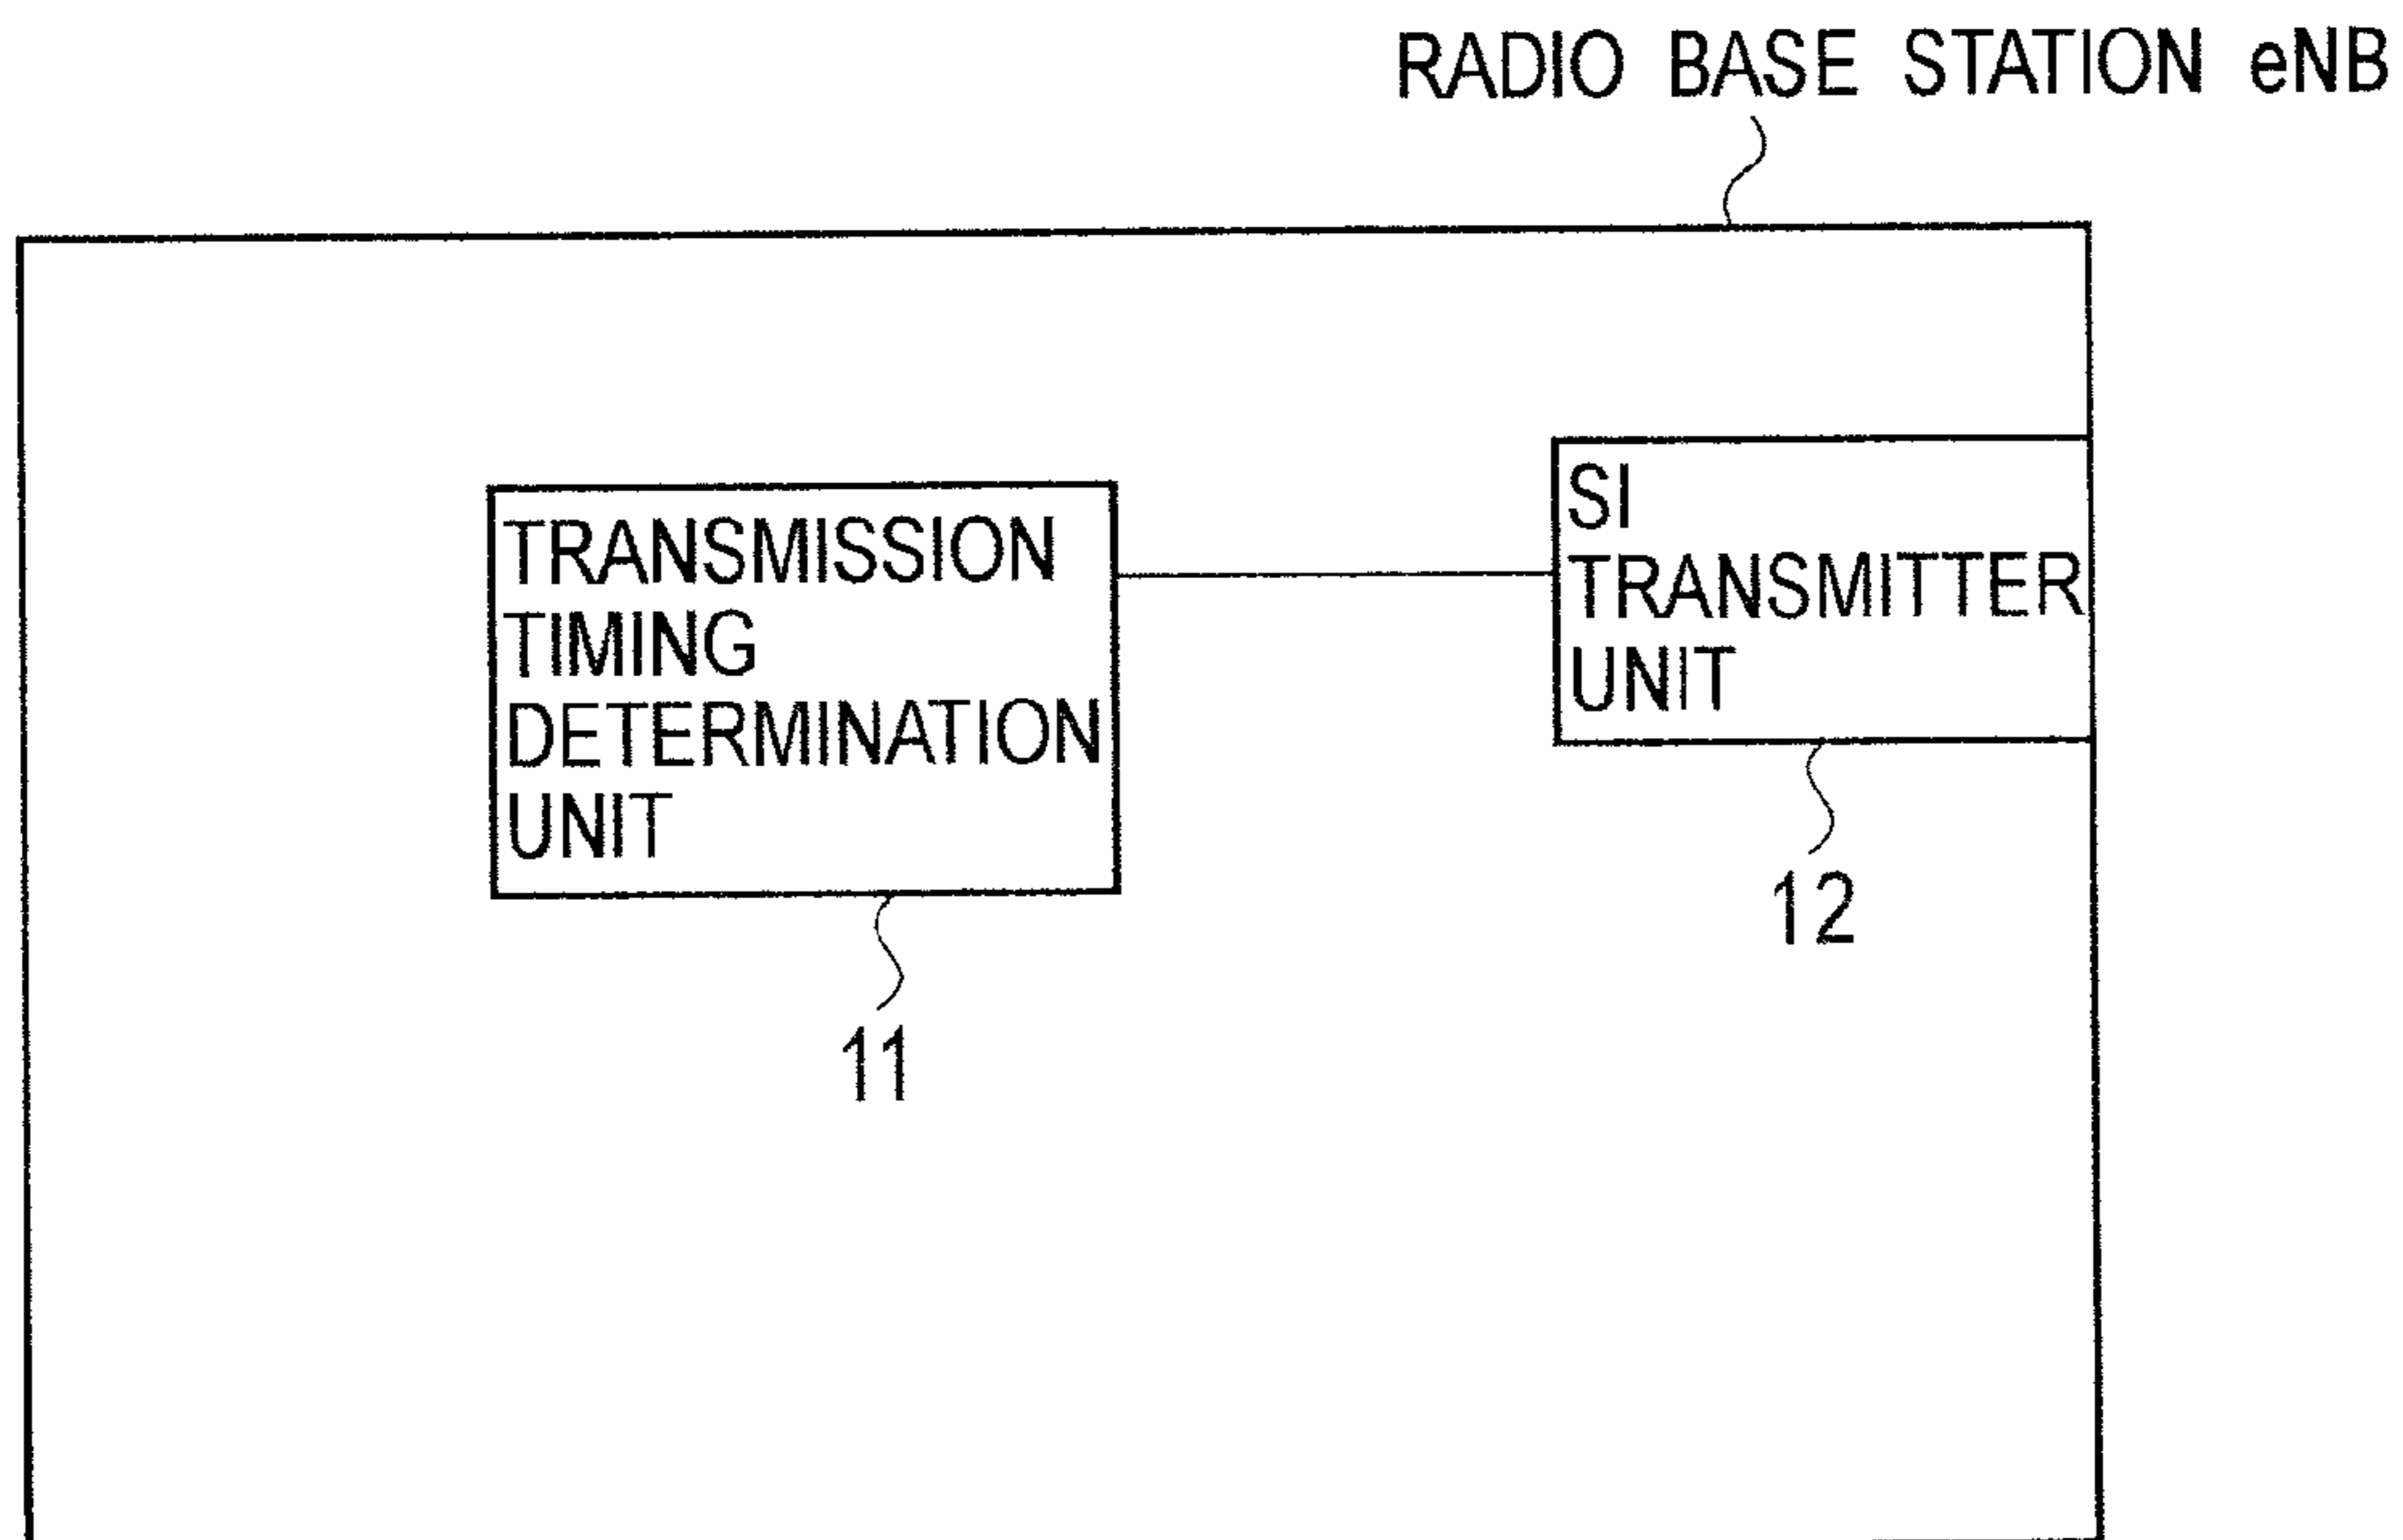 RADIO BASE STATION eNB
TRANSMISSION
TIMING
DETERMINATION
UNIT
11
SI
TRANSMITTER
UNIT
12